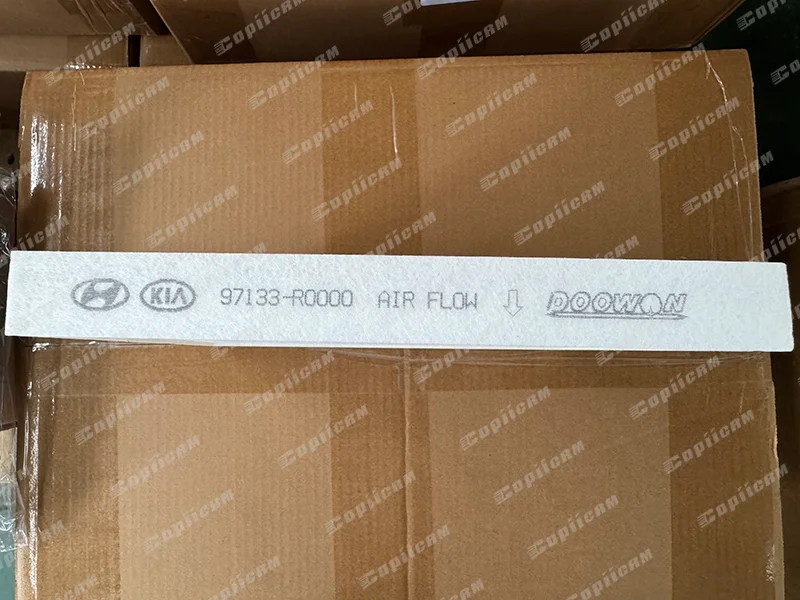 KIA 97133-R0000 AIR FLOW DOOWON
Copiicam